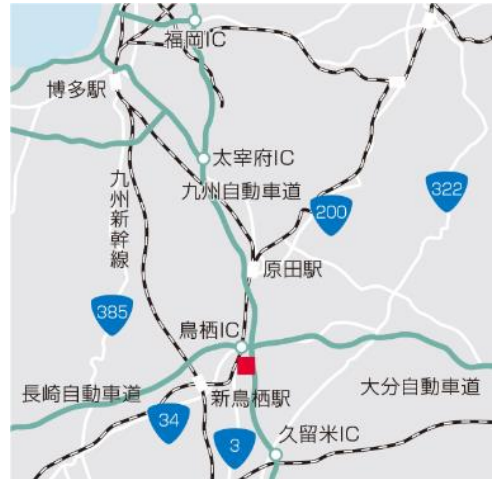 福岡IC
博多駅
太宰府IC
九州自動車道
322
九州新幹線
200
原田駅
385
鳥栖IC
長崎自動車道
大分自動車道
新鳥栖駅
34
3
久留米IC